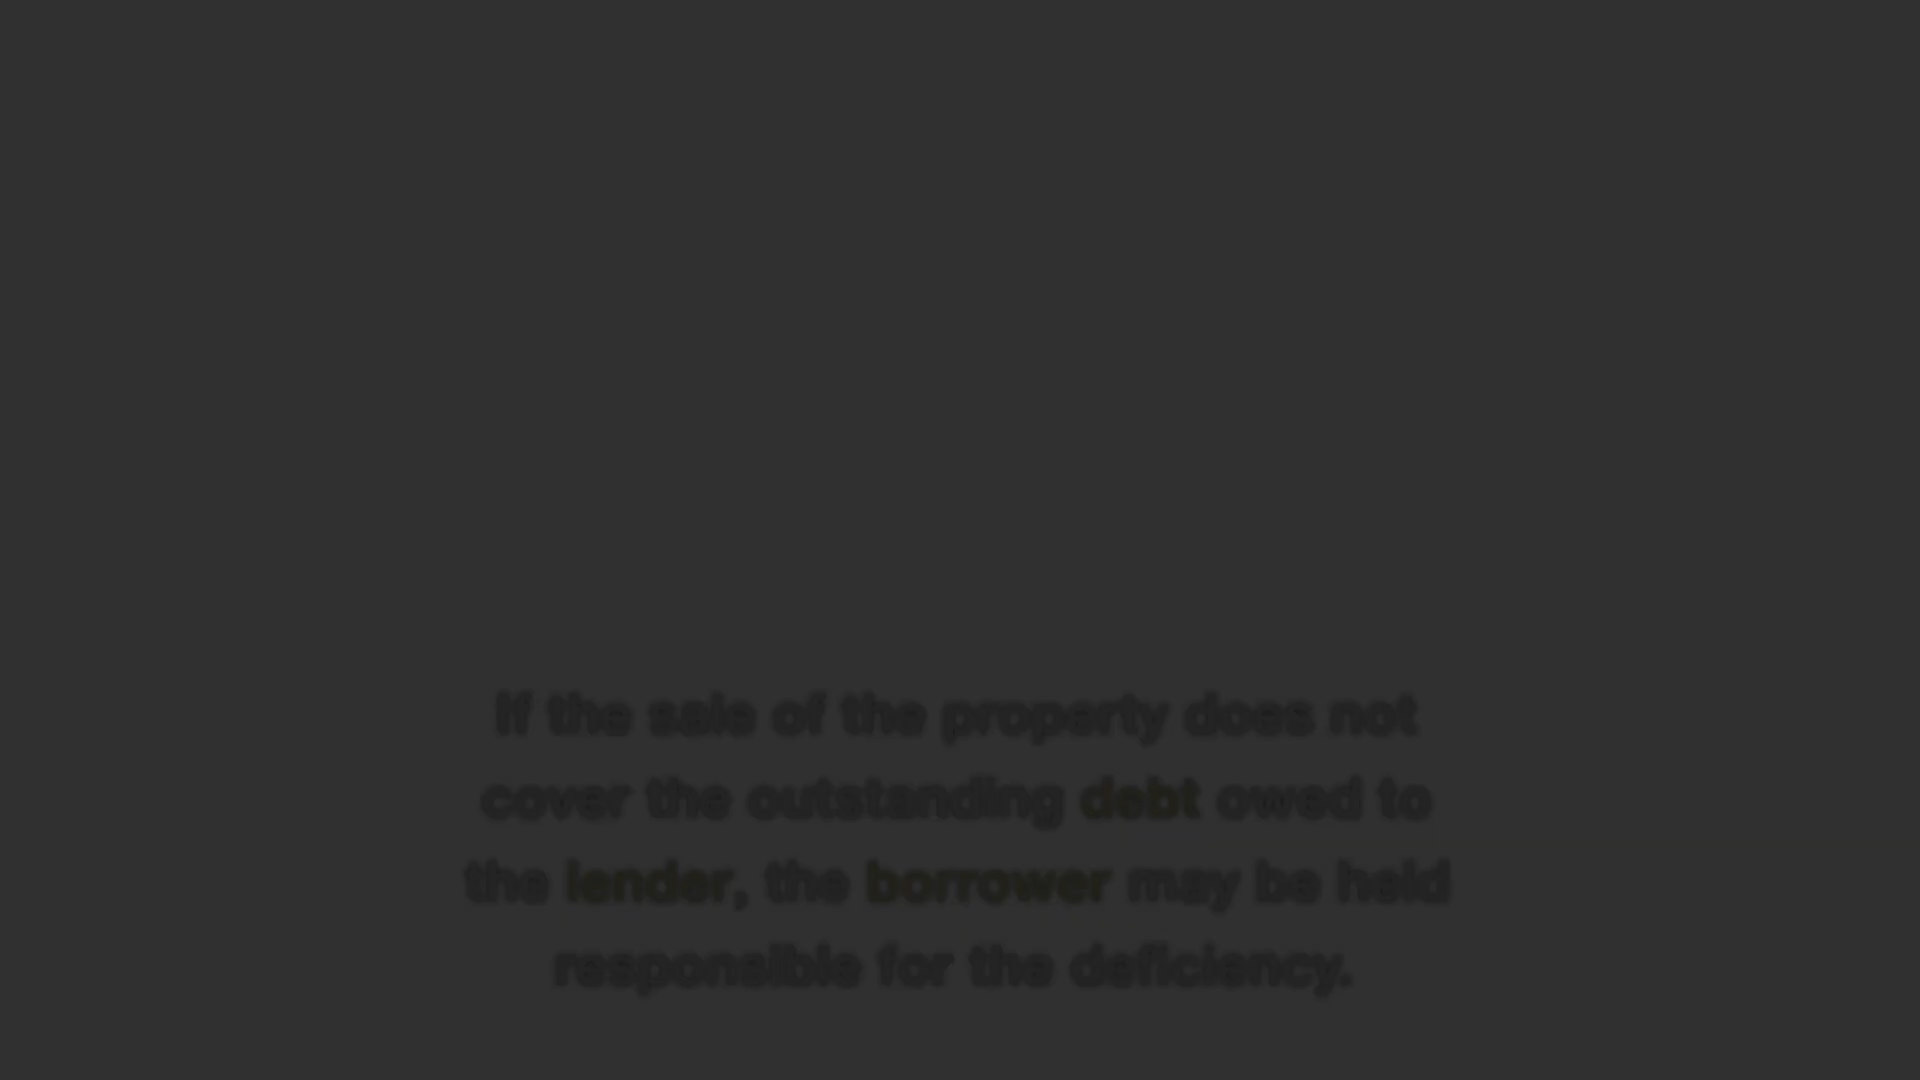 If the sale of the property does not
cover the outstanding debt owed to
the lender, the borrower may be held
responsible for the deficiency.